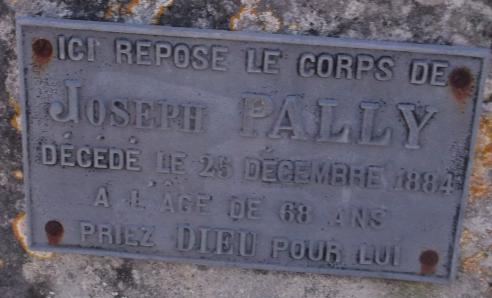 ICI REPOSE LE CORPS DE
JOSEPH PALLY
DÉCÉDÉ LE 25 DÉCEMBRE 1884
A L'ÂGE DE 68 ANS
PRIEZ DIEU POUR LUI